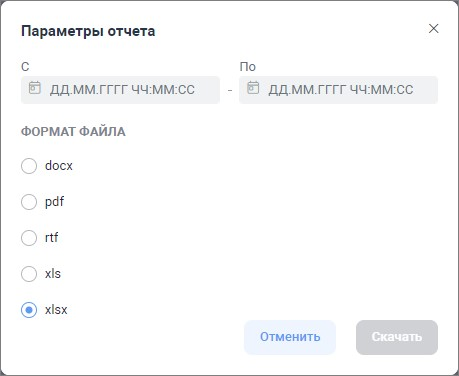 Параметры отчета
С По
ДД.ММ.ГГГГ ЧЧ:ММ:СС - ДД.ММ.ГГГГ ЧЧ:ММ:СС
ФОРМАТ ФАЙЛА
docx
pdf
rtf
xls
xlsx
Отменить Скачать